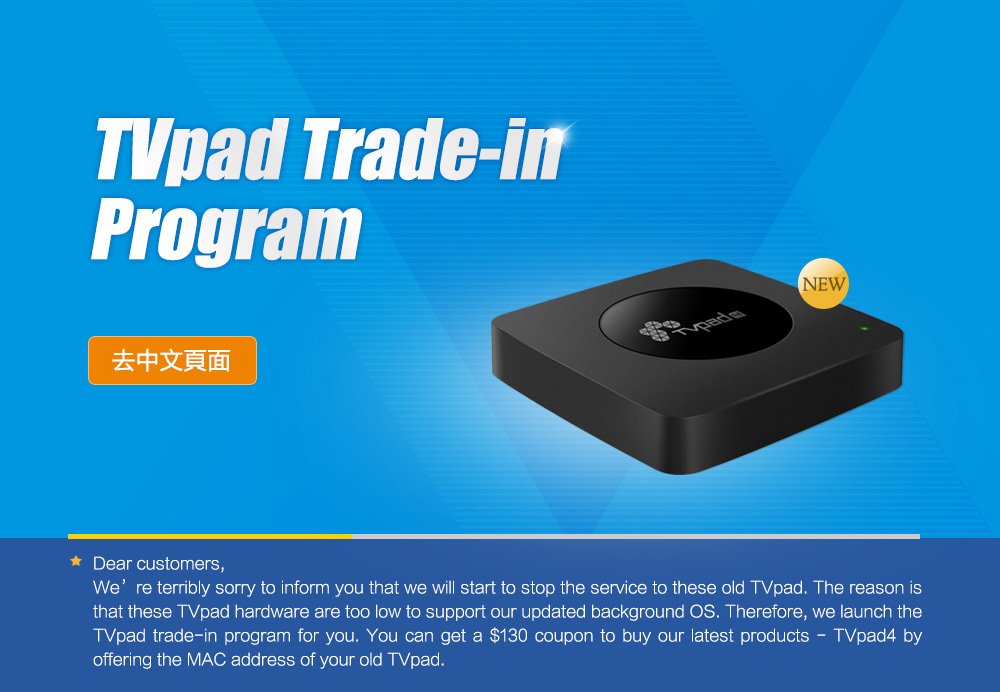 TVpad Trade-in
Program
NEW
TVpad
去中文頁面
Dear customers,
We’re terribly sorry to inform you that we will start to stop the service to these old TVpad. The reason is
that these TVpad hardware are too low to support our updated background OS. Therefore, we launch the
TVpad trade-in program for you. You can get a $130 coupon to buy our latest products - TVpad4 by
offering the MAC address of your old TVpad.